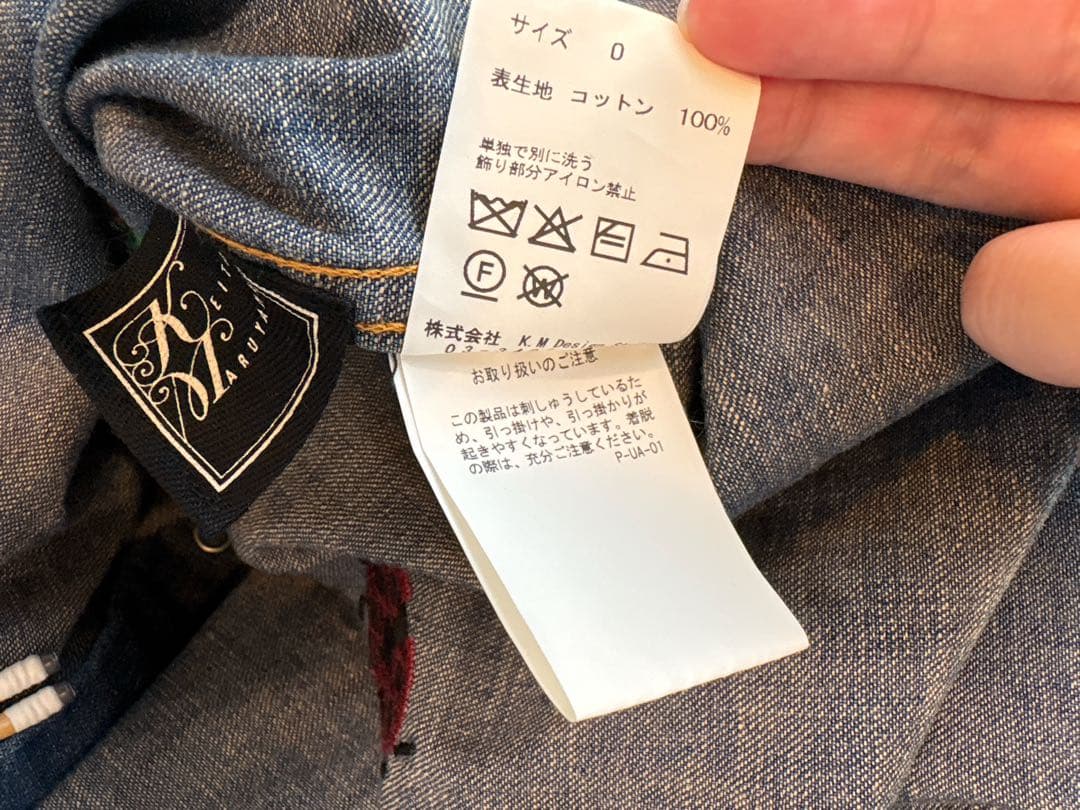 サイズ 0
表生地 コットン 100%
単独で別に洗う
飾り部分アイロン禁止
F
W
株式会社 K.M Design
お取り扱いのご注意
この製品は刺しゅうしているた
め、引っ掛けや、引っ掛かりが
起きやすくなっています。着脱
の際は、充分ご注意ください。
P-UA-01
K EIT
M ARUYA